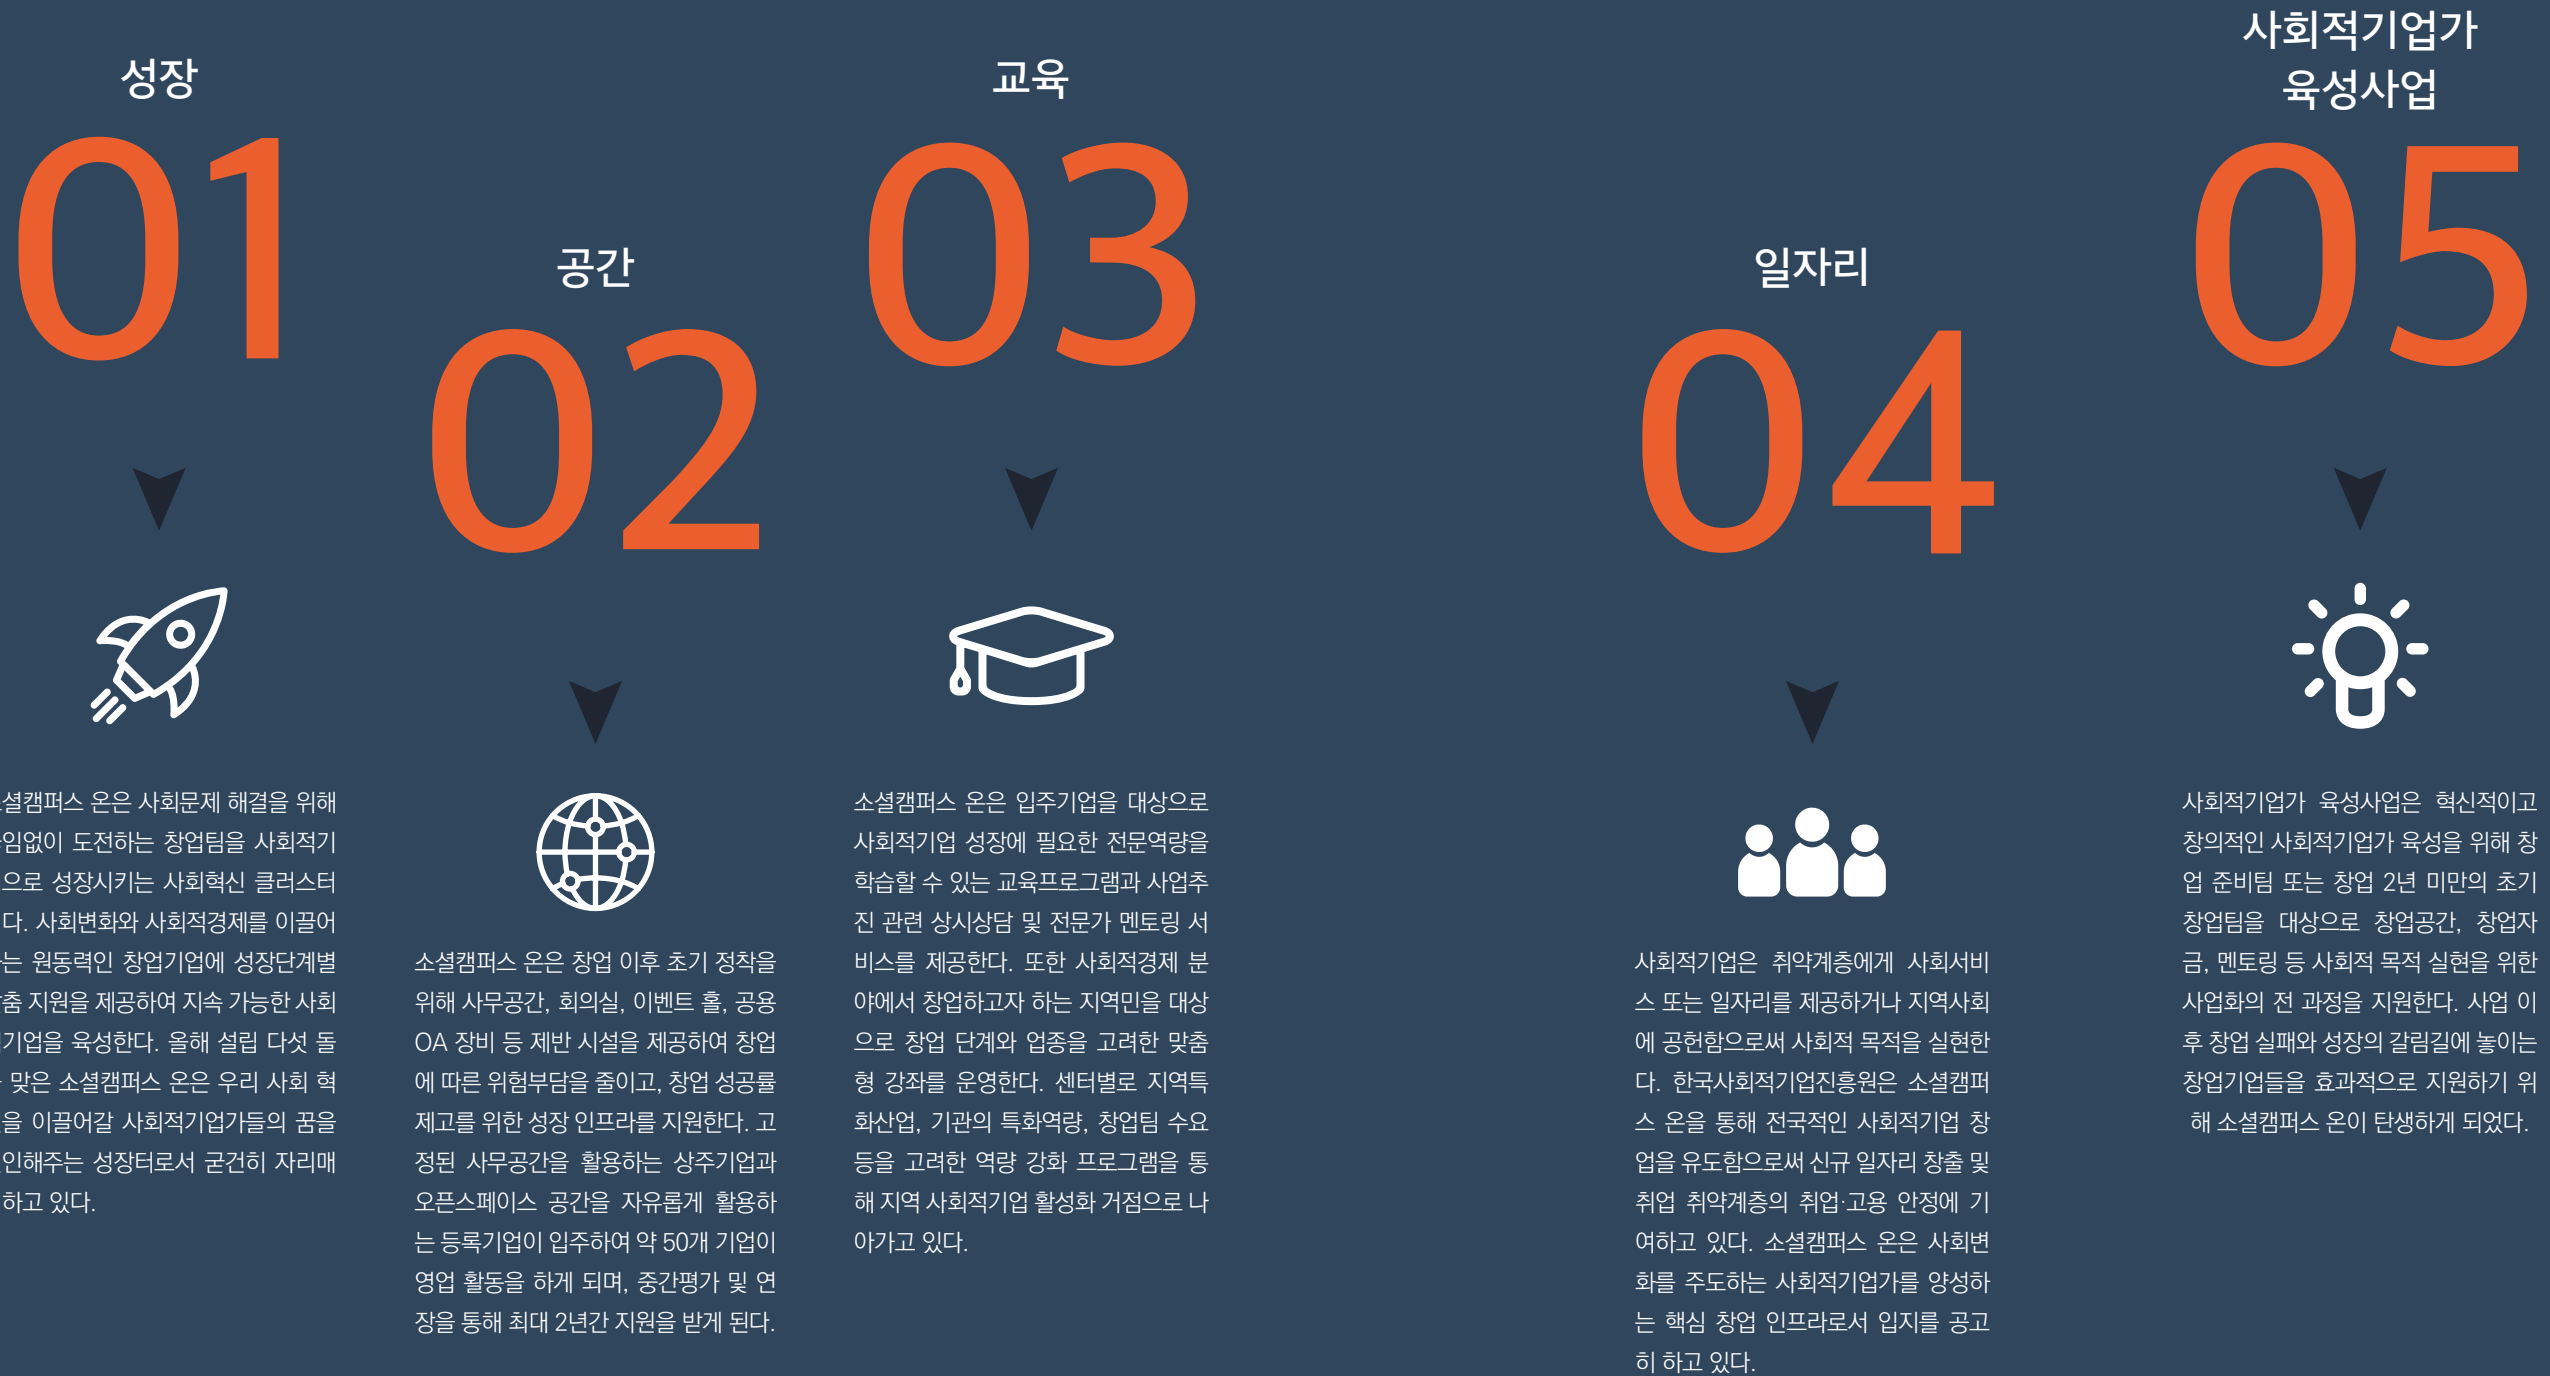 성장
01
셜캠퍼스 온은 사회문제 해결을 위해
임없이 도전하는 창업팀을 사회적기
으로 성장시키는 사회혁신 클러스터
다. 사회변화와 사회적경제를 이끌어
는 원동력인 창업기업에 성장단계별
춤 지원을 제공하여 지속 가능한 사회
기업을 육성한다. 올해 설립 다섯 돌
맞은 소셜캠퍼스 온은 우리 사회 혁
을 이끌어갈 사회적기업가들의 꿈을
인해주는 성장터로서 굳건히 자리매
하고 있다.
공간
02
소셜캠퍼스 온은 창업 이후 초기 정착을
위해 사무공간, 회의실, 이벤트 홀, 공용
OA 장비 등 제반 시설을 제공하여 창업
에 따른 위험부담을 줄이고, 창업 성공률
제고를 위한 성장 인프라를 지원한다. 고
정된 사무공간을 활용하는 상주기업과
오픈스페이스 공간을 자유롭게 활용하
는 등록기업이 입주하여 약 50개 기업이
영업 활동을 하게 되며, 중간평가 및 연
장을 통해 최대 2년간 지원을 받게 된다.
교육
03
소셜캠퍼스 온은 입주기업을 대상으로
사회적기업 성장에 필요한 전문역량을
학습할 수 있는 교육프로그램과 사업추
진 관련 상시상담 및 전문가 멘토링 서
비스를 제공한다. 또한 사회적경제 분
야에서 창업하고자 하는 지역민을 대상
으로 창업 단계와 업종을 고려한 맞춤
형 강좌를 운영한다. 센터별로 지역특
화산업, 기관의 특화역량, 창업팀 수요
등을 고려한 역량 강화 프로그램을 통
해 지역 사회적기업 활성화 거점으로 나
아가고 있다.
일자리
04
사회적기업은 취약계층에게 사회서비
스 또는 일자리를 제공하거나 지역사회
에 공헌함으로써 사회적 목적을 실현한
다. 한국사회적기업진흥원은 소셜캠퍼
스 온을 통해 전국적인 사회적기업 창
업을 유도함으로써 신규 일자리 창출 및
취업 취약계층의 취업·고용 안정에 기
여하고 있다. 소셜캠퍼스 온은 사회변
화를 주도하는 사회적기업가를 양성하
는 핵심 창업 인프라로서 입지를 공고
히 하고 있다.
사회적기업가
육성사업
05
사회적기업가 육성사업은 혁신적이고
창의적인 사회적기업가 육성을 위해 창
업 준비팀 또는 창업 2년 미만의 초기
창업팀을 대상으로 창업공간, 창업자
금, 멘토링 등 사회적 목적 실현을 위한
사업화의 전 과정을 지원한다. 사업 이
후 창업 실패와 성장의 갈림길에 놓이는
창업기업들을 효과적으로 지원하기 위
해 소셜캠퍼스 온이 탄생하게 되었다.